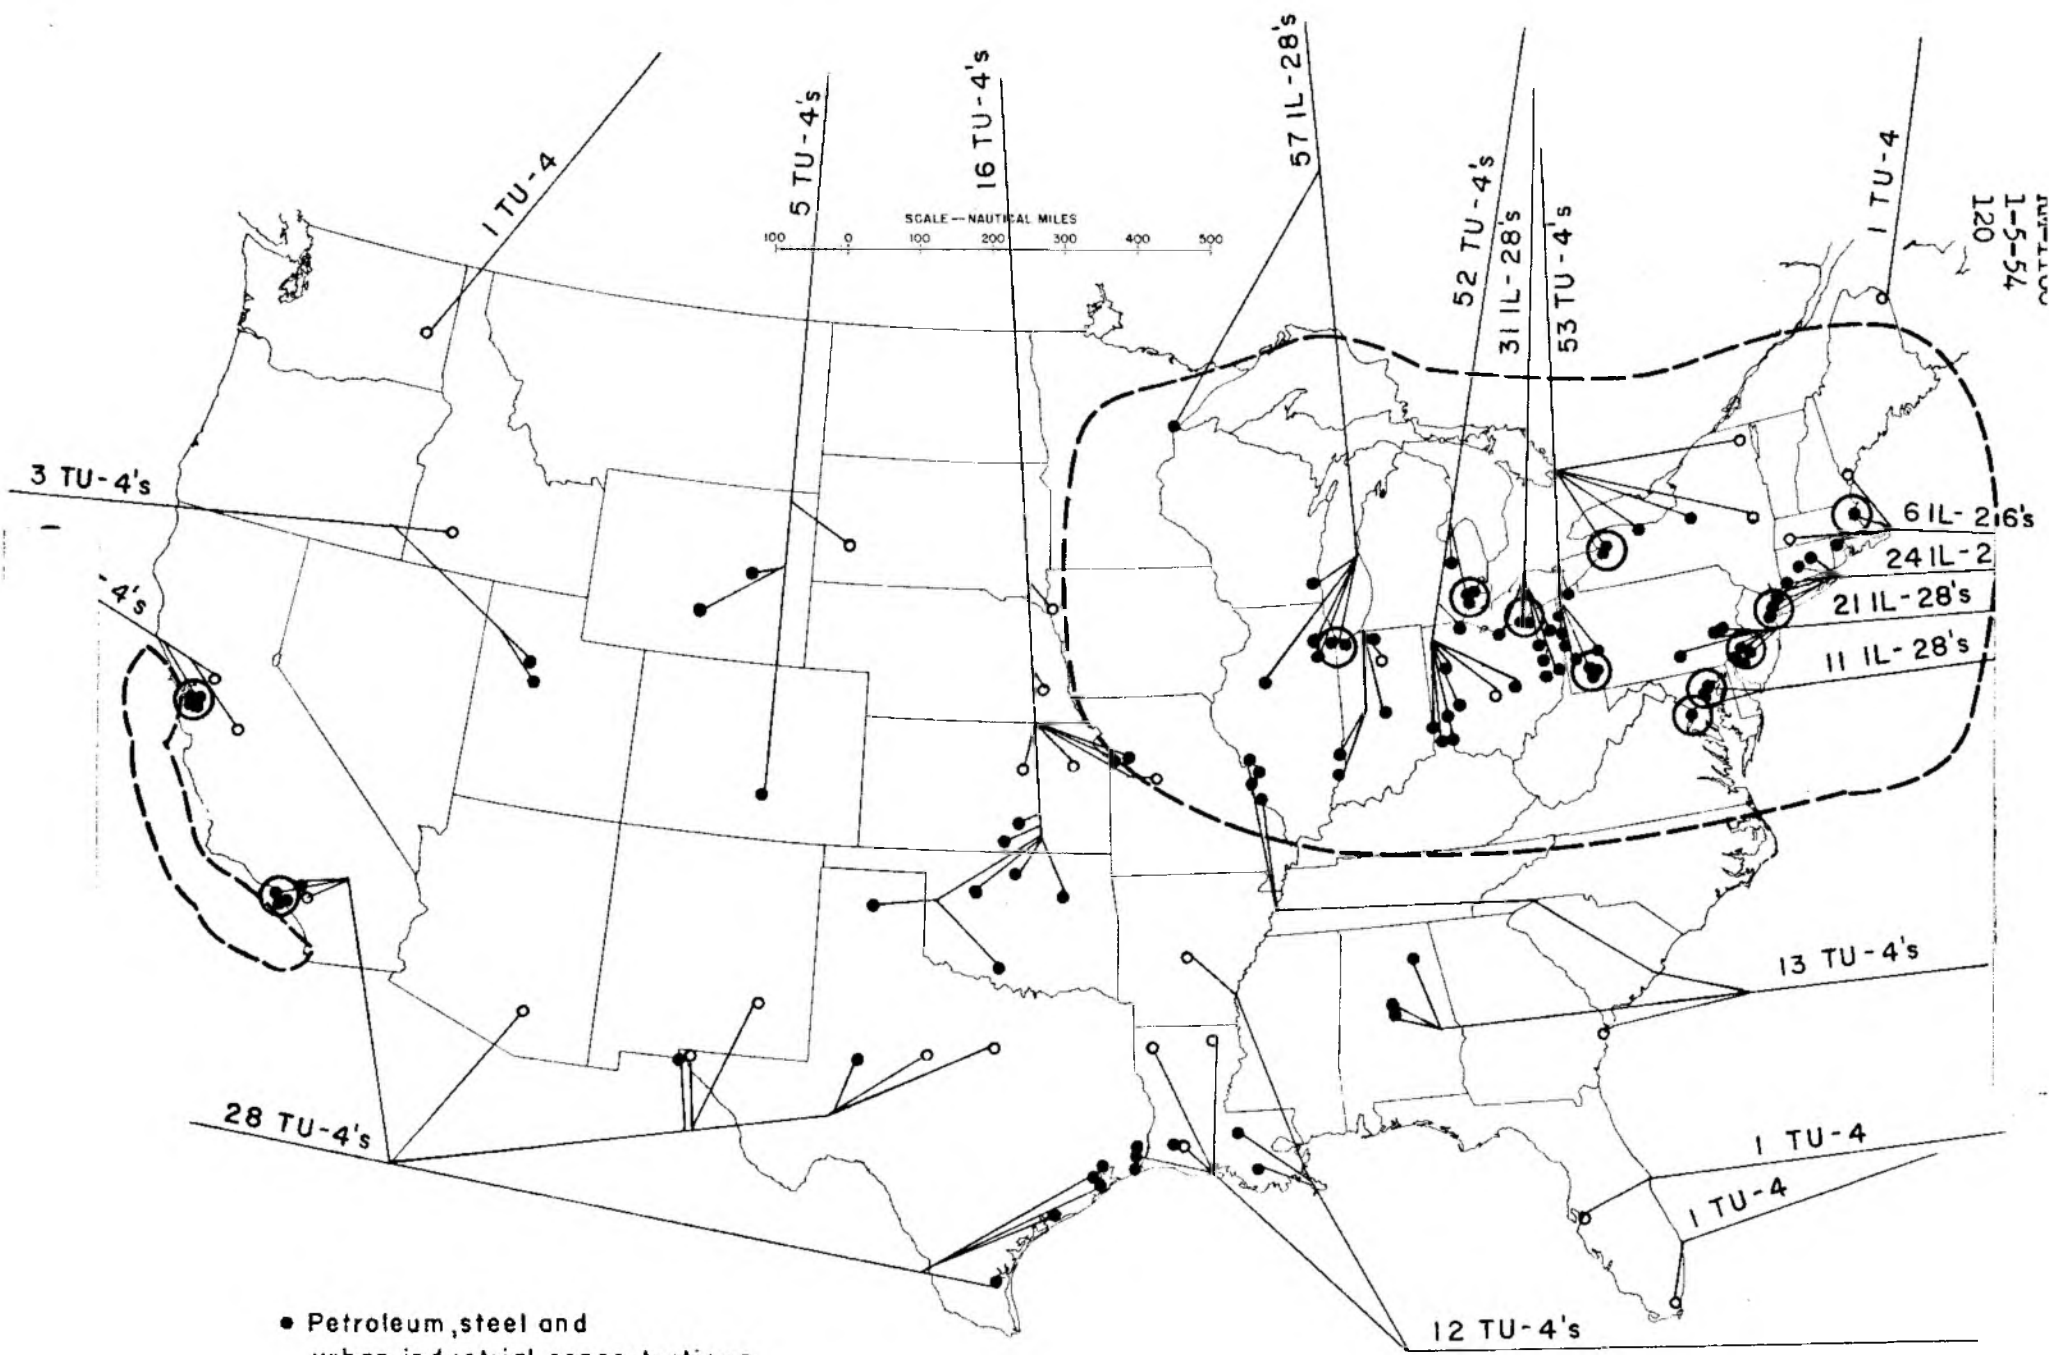 1 TU-4
5 TU-4's
16 TU-4's
57 IL-28's
52 TU-4's
31 IL-28's
53 TU-4's
1 TU-4
1-5-54
120
SCALE—NAUTICAL MILES
100 0 100 200 300 400 500
3 TU-4's
4's
6 IL-2 6's
24 IL-2
21 IL-28's
11 IL-28's
13 TU-4's
28 TU-4's
1 TU-4
1 TU-4
12 TU-4's
Petroleum, steel and